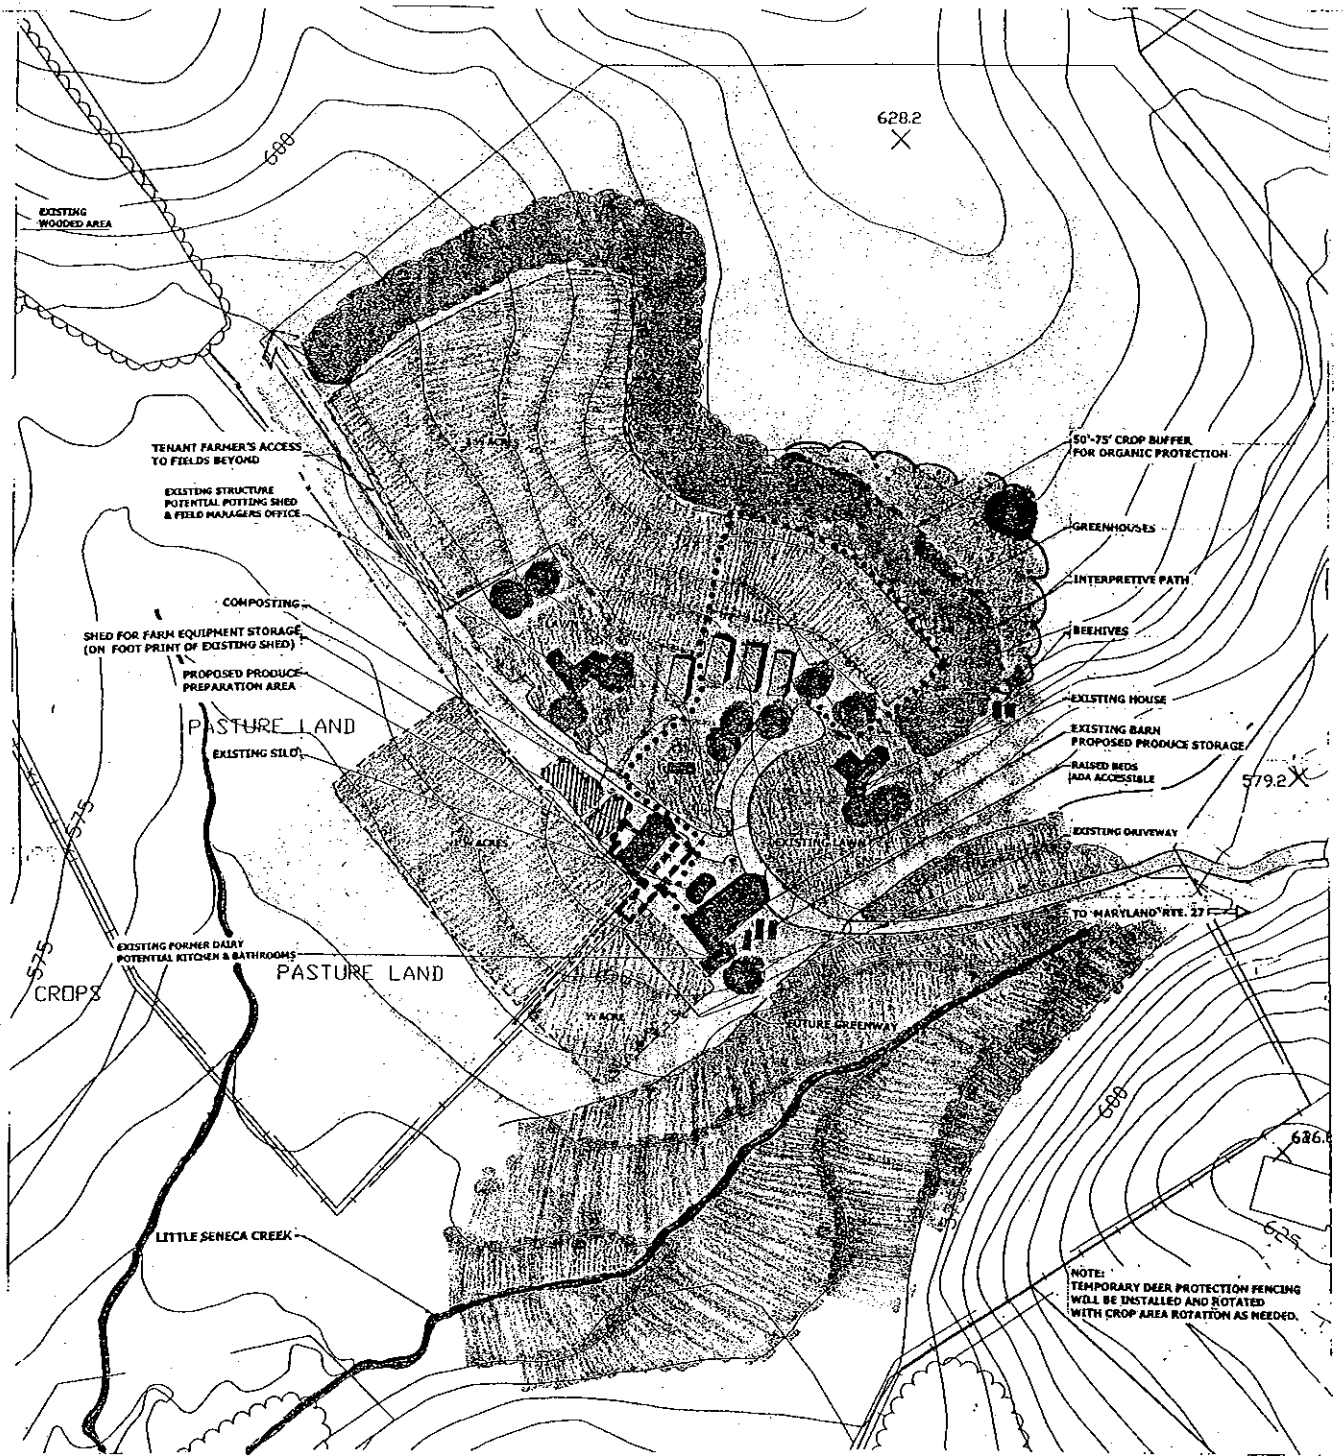 628.2
600
EXISTING
WOODED AREA
TENANT FARMER'S ACCESS
TO FIELDS BEYOND
EXISTING STRUCTURE
POTENTIAL POTTING SHED
& FIELD MANAGERS OFFICE
COMPOSTING
SHED FOR FARM EQUIPMENT STORAGE
(ON FOOT PRINT OF EXISTING SHED)
PROPOSED PRODUCE
PREPARATION AREA
PASTURE LAND
EXISTING SILO
575
50'-75' CROP BUFFER
FOR ORGANIC PROTECTION
GREENHOUSES
INTERPRETIVE PATH
BEEHIVES
EXISTING HOUSE
EXISTING BARN
PROPOSED PRODUCE STORAGE
RAISED BEDS
ADA ACCESSIBLE
579.2
EXISTING DRIVEWAY
ACRES
EXISTING LAWN
TO MARYLAND RTE. 27
EXISTING FORMER DAIRY
POTENTIAL KITCHEN & BATHROOMS
575
CROPS
PASTURE LAND
½ ACRE
FUTURE GREENWAY
600
625
LITTLE SENECA CREEK
NOTE:
TEMPORARY DEER PROTECTION FENCING
WILL BE INSTALLED AND ROTATED
WITH CROP AREA ROTATION AS NEEDED.